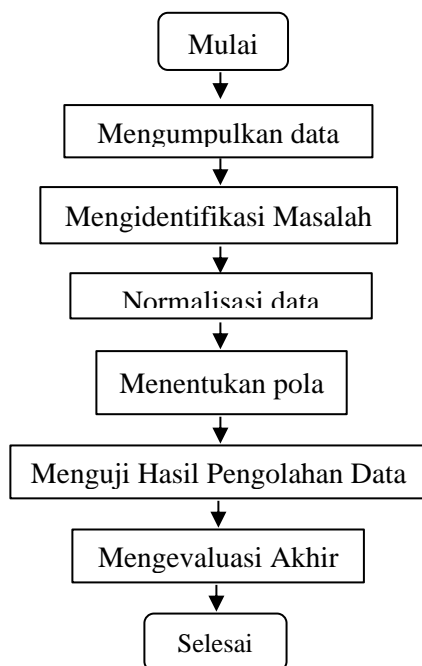 Mulai
Mengumpulkan data
Mengidentifikasi Masalah
Normalisasi data
Menentukan pola
Menguji Hasil Pengolahan Data
Mengevaluasi Akhir
Selesai